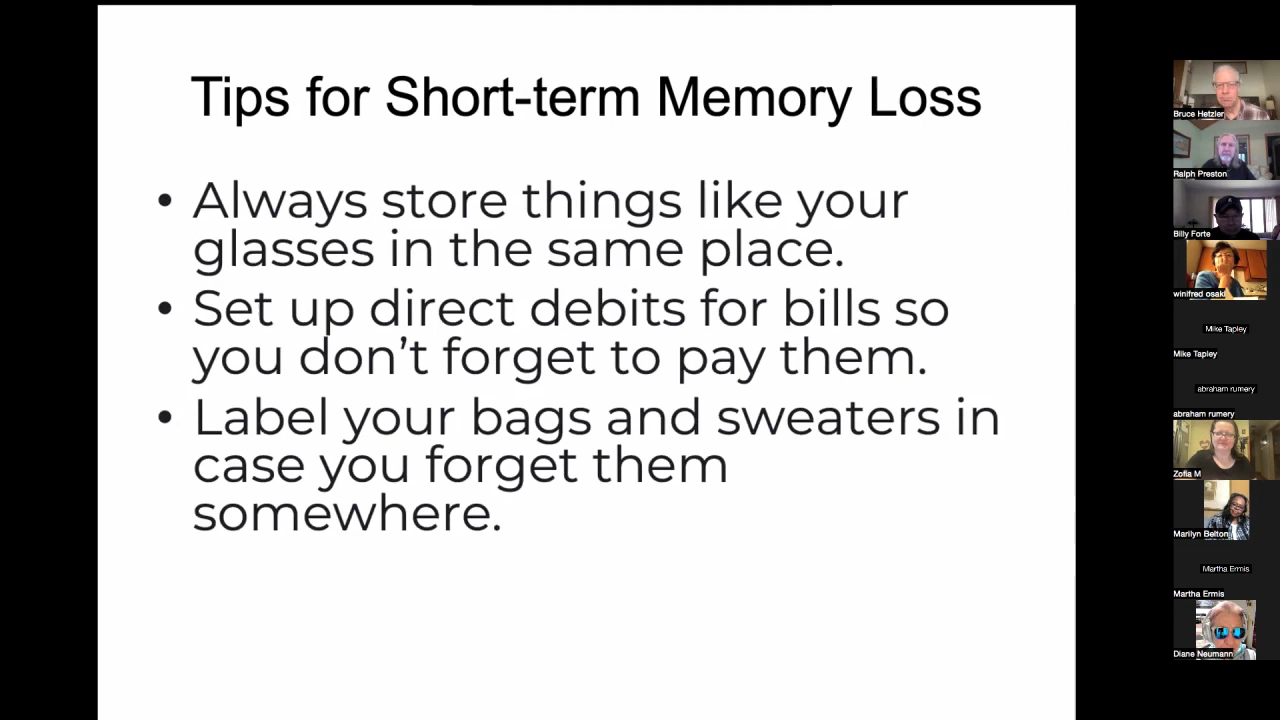 Tips for Short-term Memory Loss
• Always store things like your
glasses in the same place.
• Set up direct debits for bills so
you don’t forget to pay them.
• Label your bags and sweaters in
case you forget them
somewhere.
Bruce Hetzler
Ralph Preston
Billy Forte
winifred osaki
Mike Tapley
Mike Tapley
abraham rumery
abraham rumery
Zofia M
Marilyn Belton
Martha Ermis
Martha Ermis
Diane Neumann